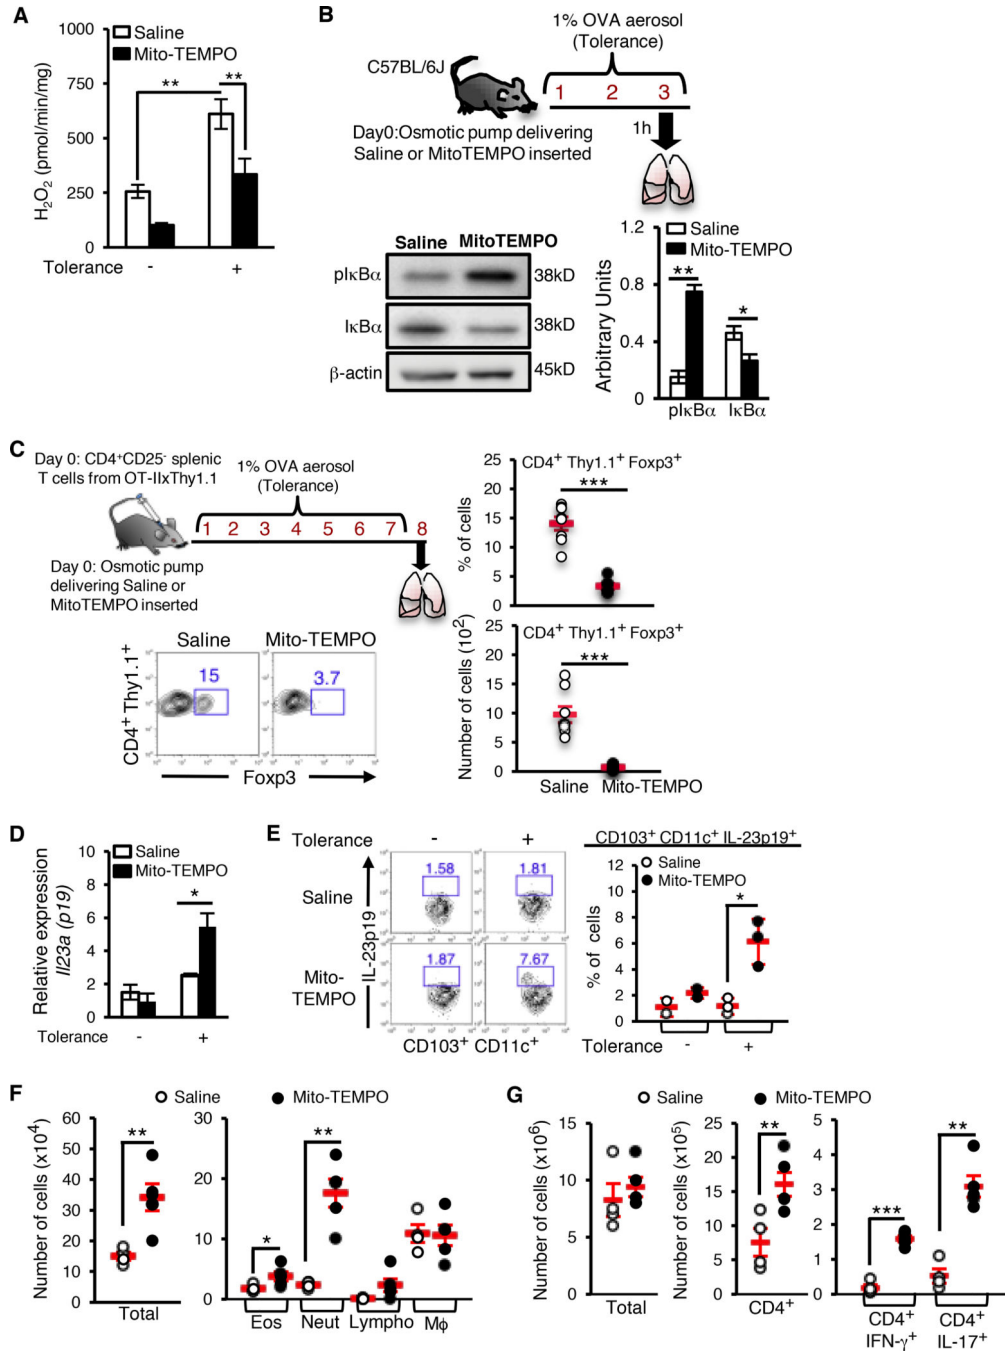 A
1000
750
500
250
0
H2O2 (pmol/min/mg)
Saline
Mito-TEMPO
**
**
Tolerance - +
B
1% OVA aerosol
(Tolerance)
C57BL/6J
1 2 3
Day0:Osmotic pump delivering
Saline or MitoTEMPO inserted
1h
Saline MitoTEMPO
pIκBα 38kD
IκBα 38kD
β-actin 45kD
1.2
0.8
0.4
0
Arbitrary Units
Saline
Mito-TEMPO
**
*
pIκBα IκBα
C
Day 0: CD4+CD25- splenic
T cells from OT-IIxThy1.1
1% OVA aerosol
(Tolerance)
1 2 3 4 5 6 7 8
Day 0: Osmotic pump
delivering Saline or
MitoTEMPO inserted
Saline Mito-TEMPO
15 3.7
CD4+ Thy1.1+
Foxp3
25
20
15
10
5
0
% of cells
CD4+ Thy1.1+ Foxp3+
***
25
20
15
10
5
0
Number of cells (10^2)
CD4+ Thy1.1+ Foxp3+
***
Saline Mito-TEMPO
D
10
8
6
4
2
0
Relative expression
Il23a (p19)
Saline
Mito-TEMPO
*
Tolerance - +
E
Tolerance - +
Saline
1.58 1.81
Mito-
TEMPO
1.87 7.67
IL-23p19
CD103+ CD11c+
CD103+ CD11c+ IL-23p19+
12
10
8
6
4
2
0
% of cells
Saline
Mito-TEMPO
*
Tolerance - +
F
Saline Mito-TEMPO
60
50
40
30
20
10
0
Number of cells (x10^4)
**
Total
30
20
10
0
*
**
Eos Neut Lympho Mϕ
G
Saline Mito-TEMPO
15
10
5
0
Number of cells (x10^6)
Total
25
20
15
10
5
0
Number of cells (x10^5)
**
CD4+
5
4
3
2
1
0
***
**
CD4+ CD4+
IFN-γ+ IL-17+